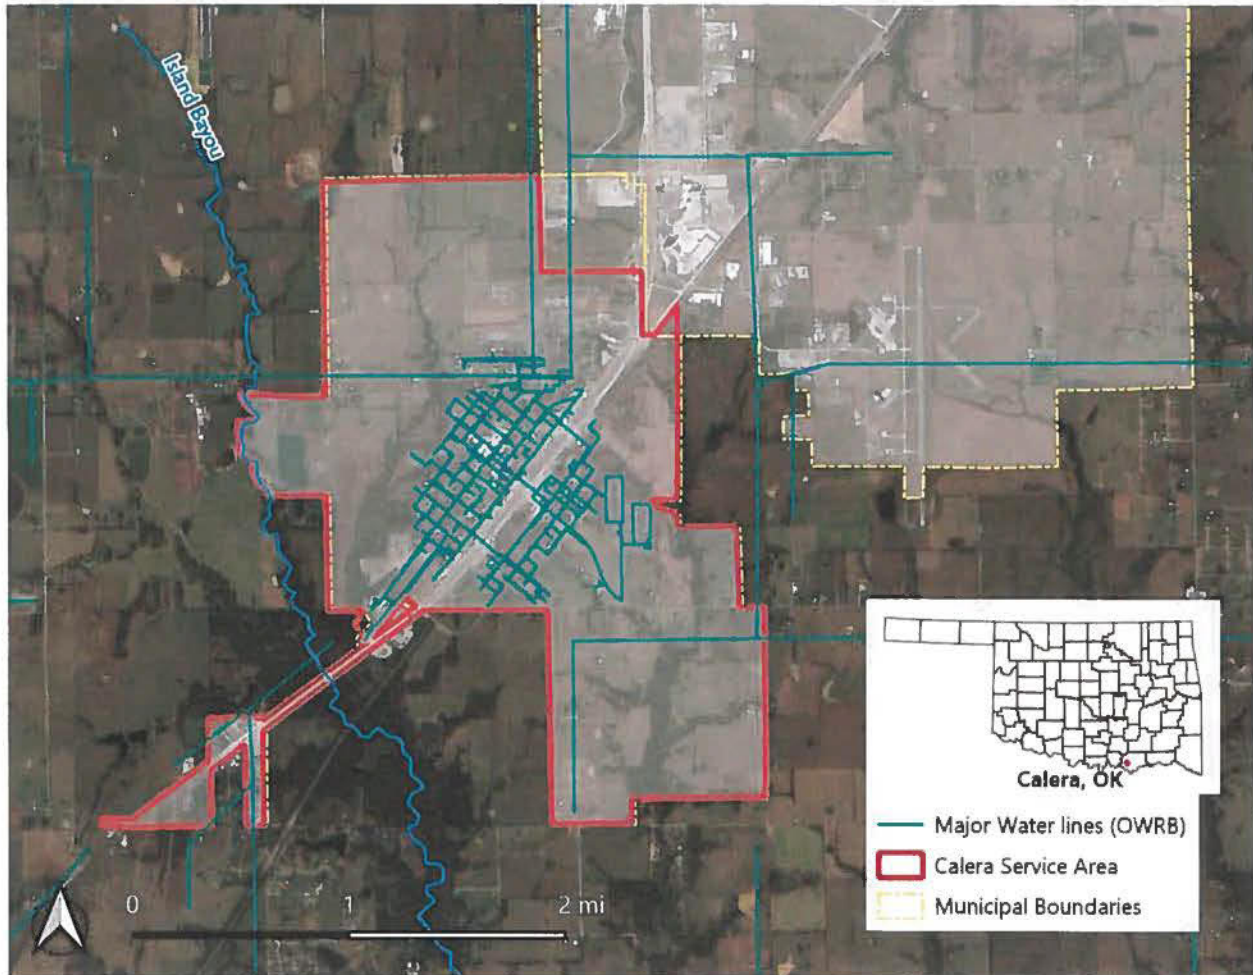 Island Bayou
Calera, OK
Major Water lines (OWRB)
Calera Service Area
Municipal Boundaries
0 1 2 mi